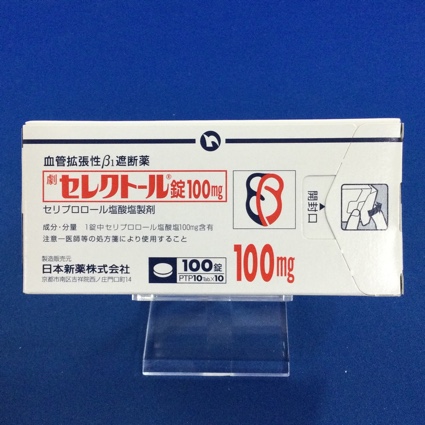 血管拡張性β1遮断薬
劇 セレクトール®錠100mg
セリプロロール塩酸塩製剤
成分・分量 1錠中セリプロロール塩酸塩100mg含有
注意−医師等の処方箋により使用すること
製造販売元
日本新薬株式会社
京都市南区吉祥院西ノ庄門口町14
100錠
PTP10Tab×10
100mg
開封口